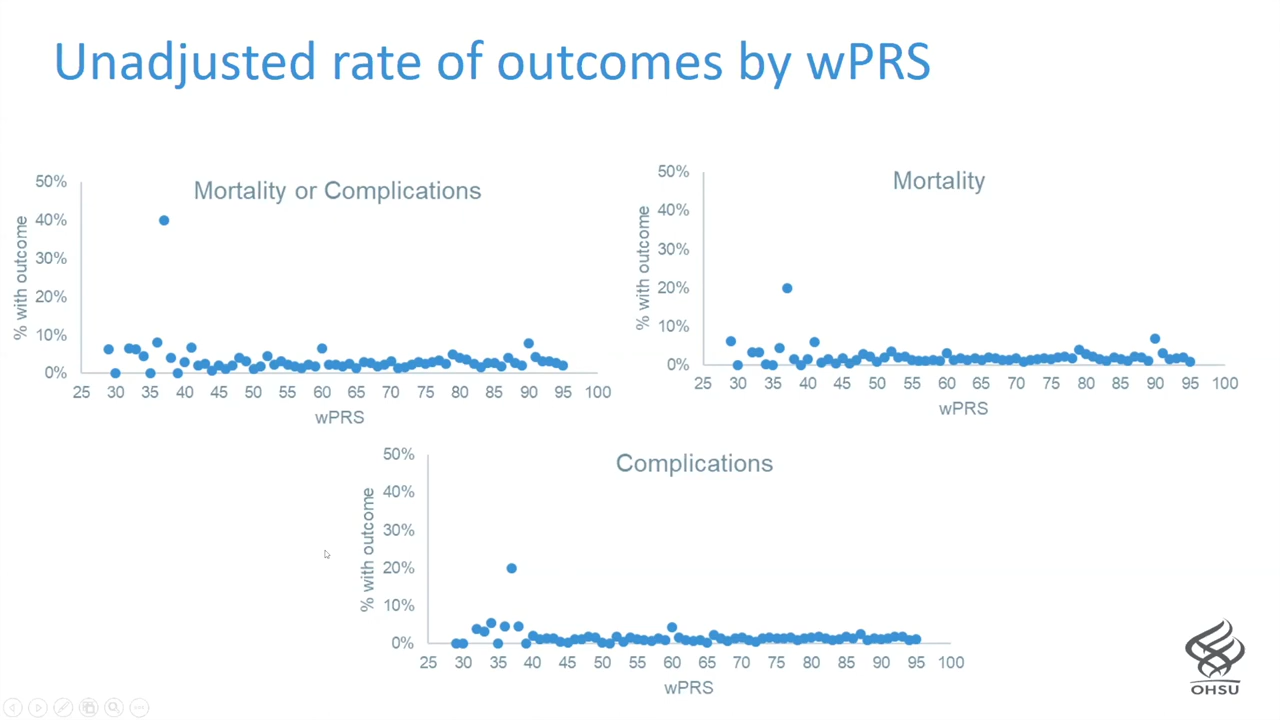 Unadjusted rate of outcomes by wPRS
Mortality or Complications
% with outcome
50%
40%
30%
20%
10%
0%
25 30 35 40 45 50 55 60 65 70 75 80 85 90 95 100
wPRS
Mortality
% with outcome
50%
40%
30%
20%
10%
0%
25 30 35 40 45 50 55 60 65 70 75 80 85 90 95 100
wPRS
Complications
% with outcome
50%
40%
30%
20%
10%
0%
25 30 35 40 45 50 55 60 65 70 75 80 85 90 95 100
wPRS
OHSU